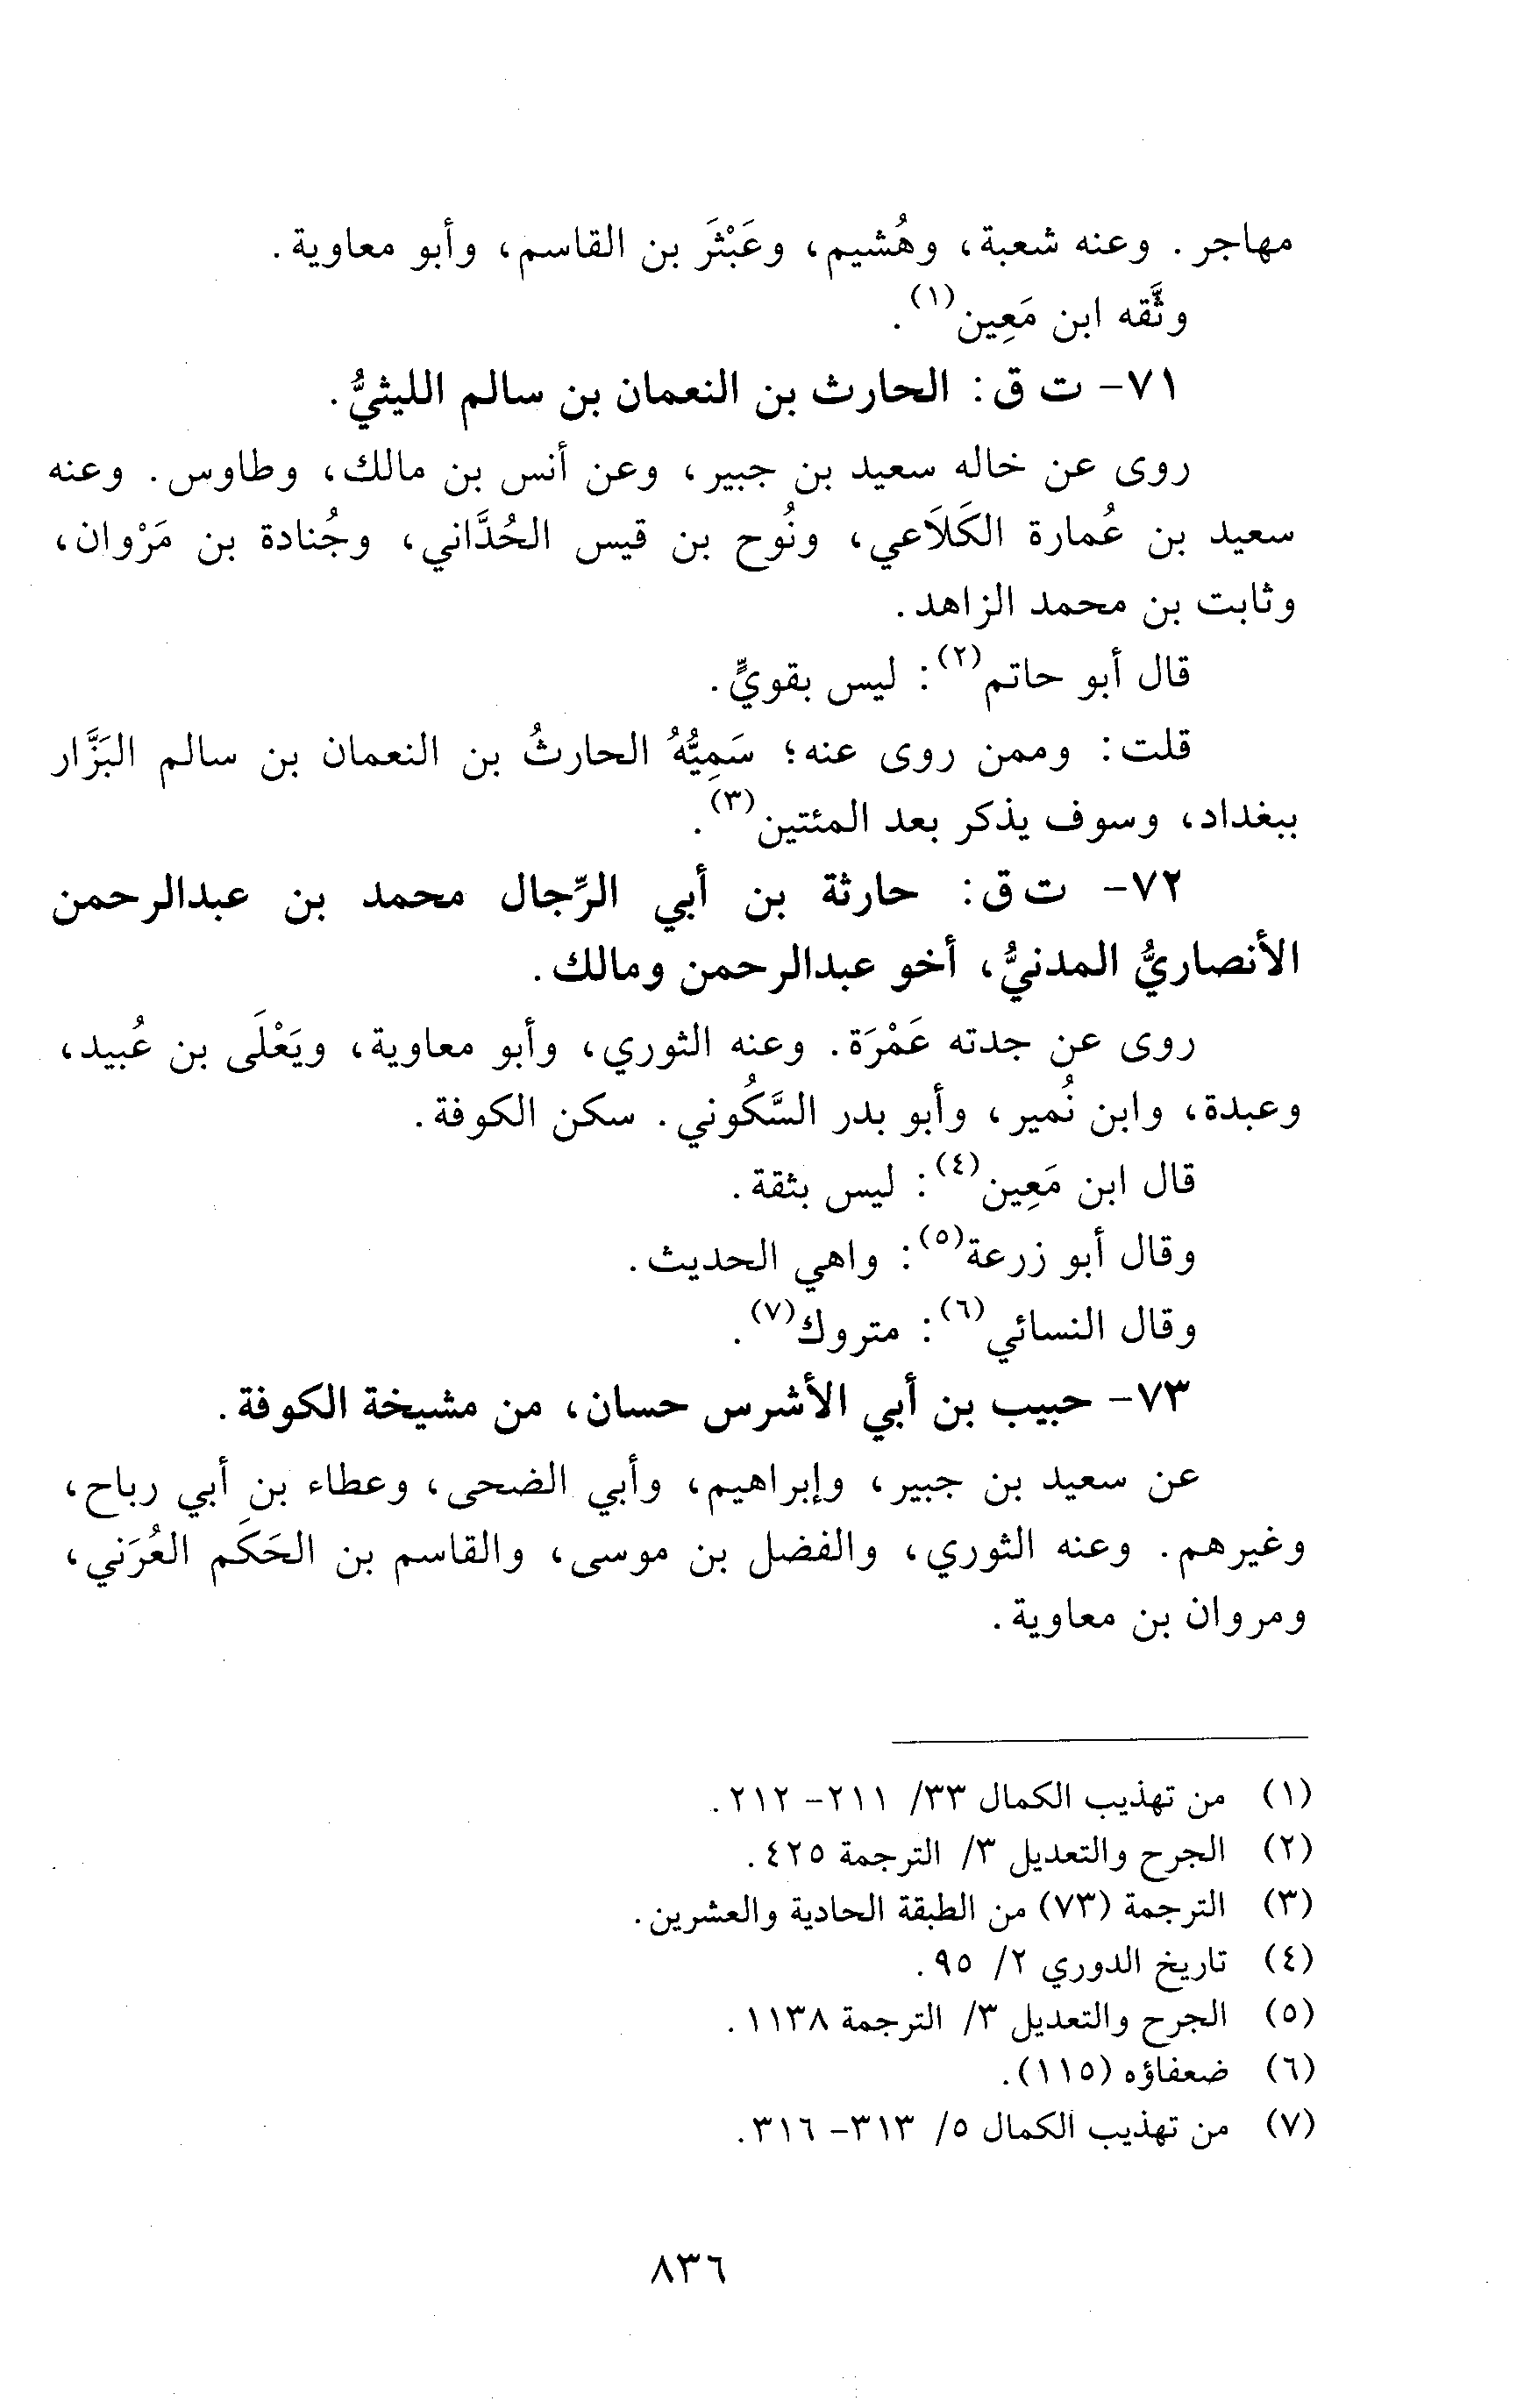 مهاجر. وعنه شعبة، وهُشيم، وعَبْثَر بن القاسم، وأبو معاوية.
وثَّقه ابن مَعِين(١).
٧١- ت ق: الحارث بن النعمان بن سالم الليثيُّ.
روى عن خاله سعيد بن جبير، وعن أنس بن مالك، وطاوس. وعنه
سعيد بن عُمارة الكَلَاعي، ونُوح بن قيس الحُدَّاني، وجُنادة بن مَرْوان،
وثابت بن محمد الزاهد.
قال أبو حاتم(٢): ليس بقويٍّ.
قلت: وممن روى عنه؛ سَمِيُّهُ الحارثُ بن النعمان بن سالم البَزَّار
ببغداد، وسوف يذكر بعد المئتين(٣).
٧٢- ت ق: حارثة بن أبي الرِّجال محمد بن عبدالرحمن
الأنصاريُّ المدنيُّ، أخو عبدالرحمن ومالك.
روى عن جدته عَمْرَة. وعنه الثوري، وأبو معاوية، ويَعْلَى بن عُبيد،
وعبدة، وابن نُمير، وأبو بدر السَّكُوني. سكن الكوفة.
قال ابن مَعِين(٤): ليس بثقة.
وقال أبو زرعة(٥): واهي الحديث.
وقال النسائي(٦): متروك(٧).
٧٣- حبيب بن أبي الأشرس حسان، من مشيخة الكوفة.
عن سعيد بن جبير، وإبراهيم، وأبي الضحى، وعطاء بن أبي رباح،
وغيرهم. وعنه الثوري، والفضل بن موسى، والقاسم بن الحَكَم العُرَني،
ومروان بن معاوية.
(١) من تهذيب الكمال ٣٣/ ٢١١- ٢١٢.
(٢) الجرح والتعديل ٣/ الترجمة ٤٢٥.
(٣) الترجمة (٧٣) من الطبقة الحادية والعشرين.
(٤) تاريخ الدوري ٢/ ٩٥.
(٥) الجرح والتعديل ٣/ الترجمة ١١٣٨.
(٦) ضعفاؤه (١١٥).
(٧) من تهذيب الكمال ٥/ ٣١٣- ٣١٦.
٨٣٦